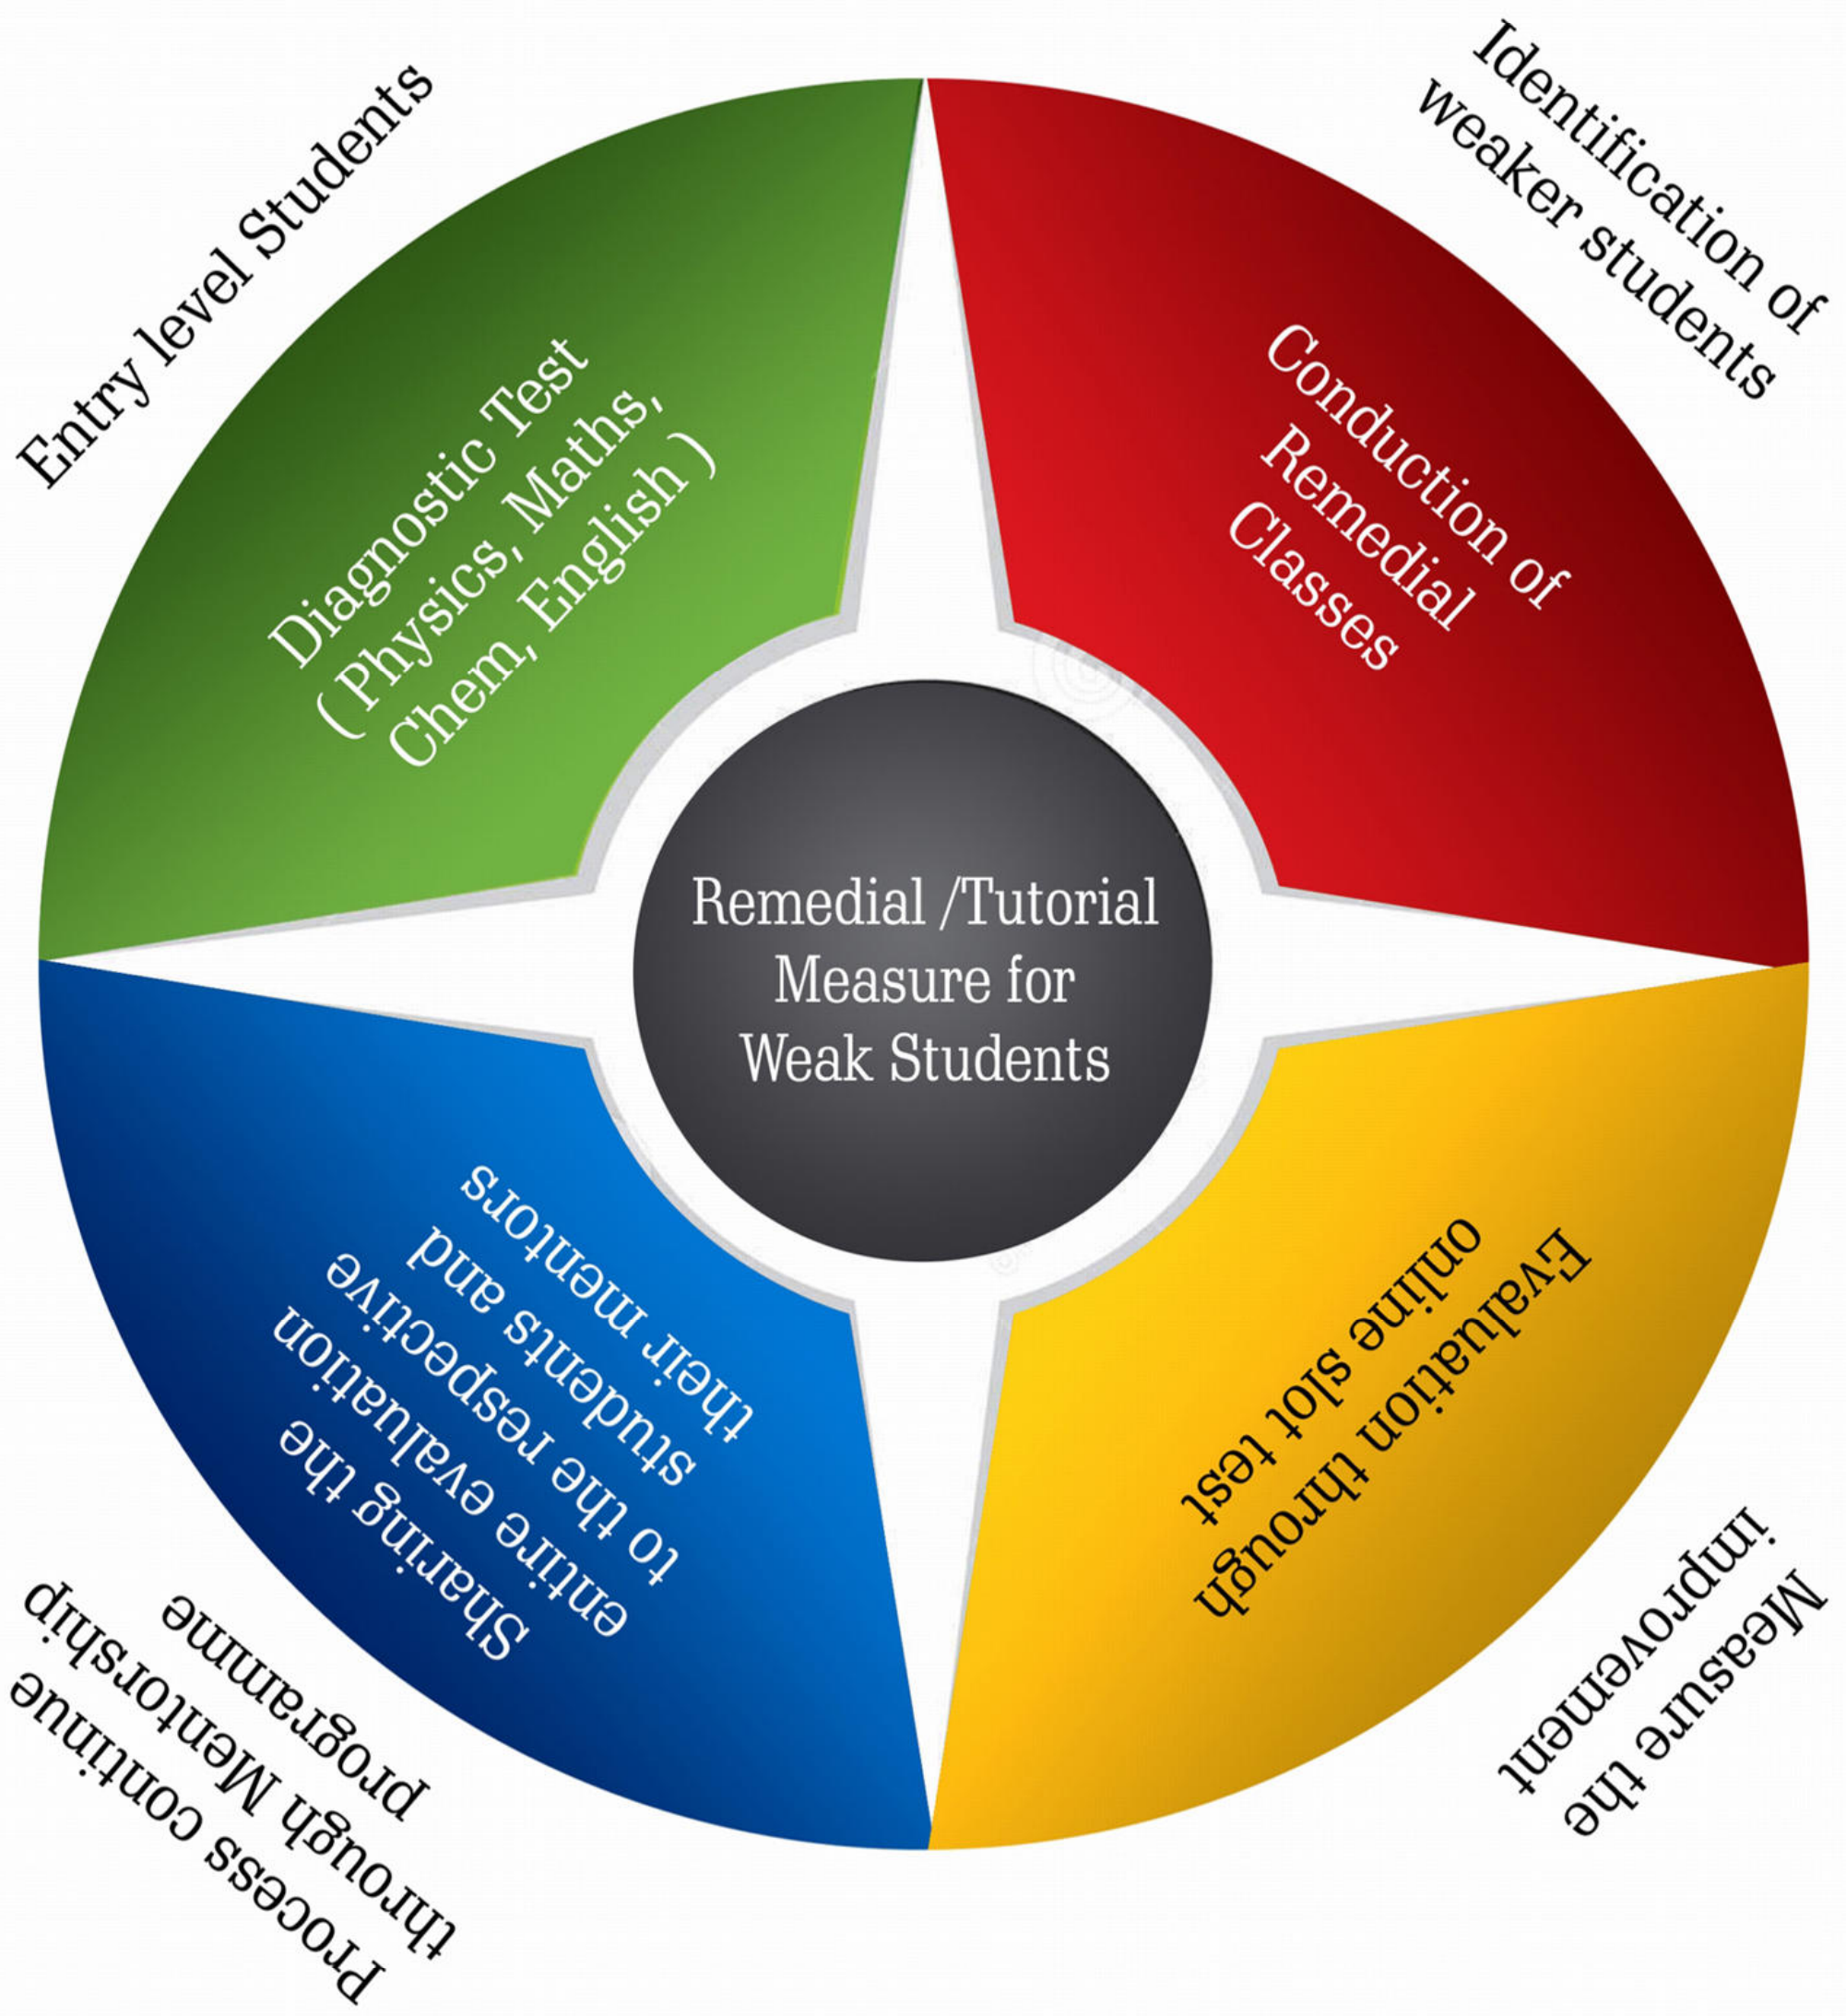 Entry level Students
Diagnostic Test
( Physics, Maths,
Chem, English )
Identification of
weaker students
Conduction of
Remedial
Classes
Remedial /Tutorial
Measure for
Weak Students
Measure the
improvement
Evaluation through
online slot test
Process continue
through Mentorship
programme
Sharing the
entire evaluation
to the respective
students and
their mentors